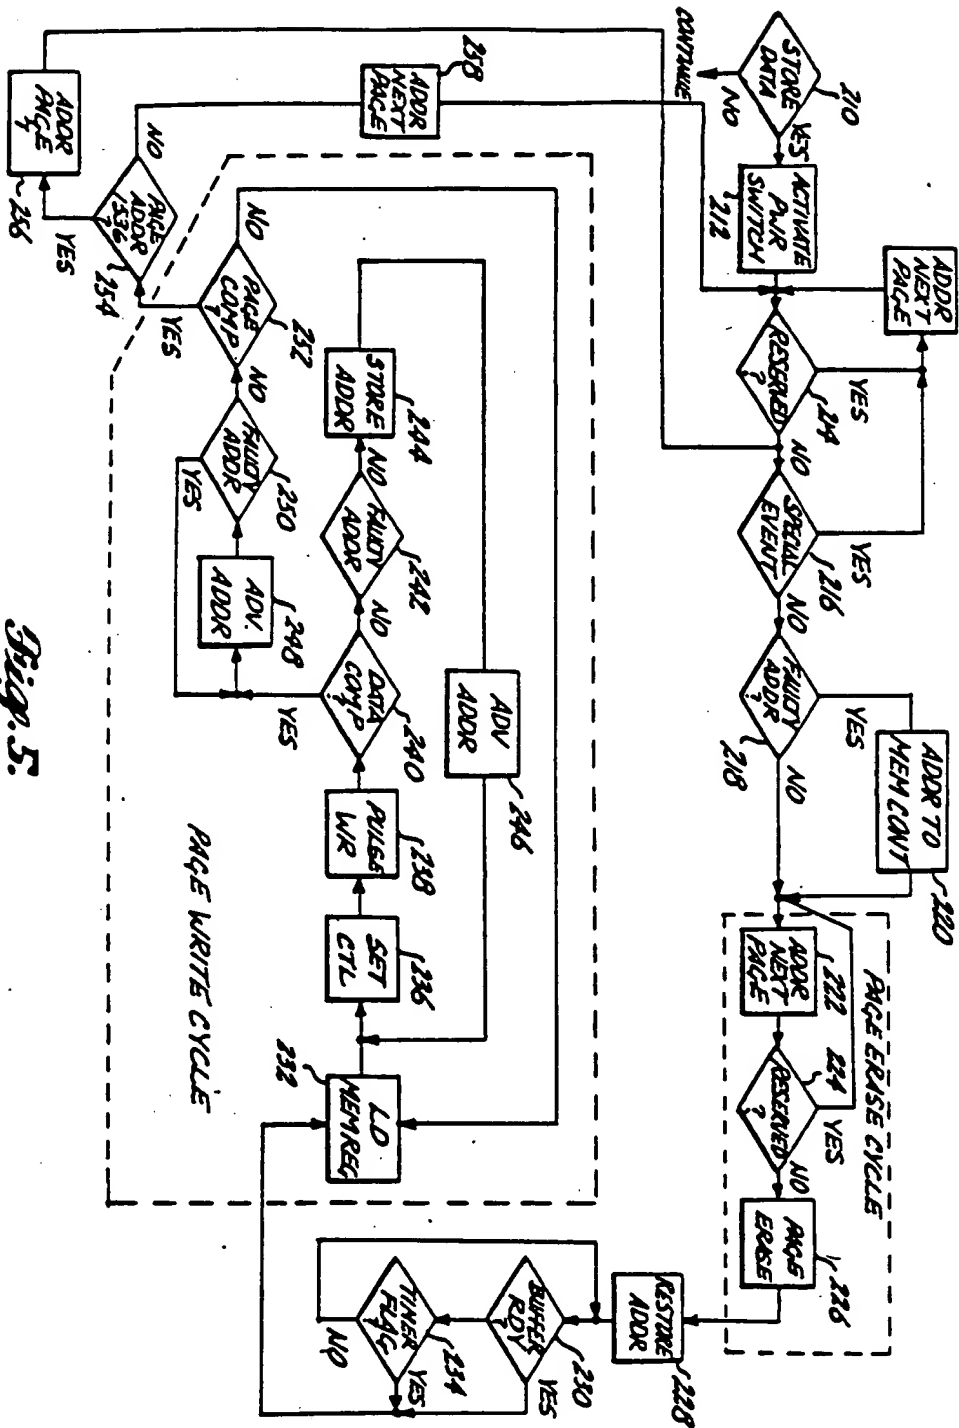 STORE
DATA
210
NO
CONTINUE
YES
ACTIVATE
PWR
SWITCH
212
ADDR
NEXT
PAGE
RESERVED
?
214
YES
NO
SPECIAL
EVENT
216
YES
NO
FAULTY
ADDR
?
218
YES
NO
ADDR TO
MEM CONT
220
PAGE ERASE CYCLE
ADDR
NEXT
PAGE
222
RESERVED
?
224
YES
NO
PAGE
ERASE
226
RESTORE
ADDR
228
BUFFER
RDY
?
230
YES
TIMER
FLAG
?
234
YES
NO
LD
MEMREG
232
SET
CTL
236
PULSE
WR
238
DATA
COMP
?
240
YES
NO
FAULTY
ADDR
242
NO
STORE
ADDR
244
ADV
ADDR
246
ADV.
ADDR
248
FAULTY
ADDR
250
YES
NO
PAGE
COMP
?
252
NO
YES
PAGE
ADDR
1536
?
254
NO
YES
ADDR
PAGE
1
256
ADDR
NEXT
PAGE
258
PAGE WRITE CYCLE
Fig. 5.